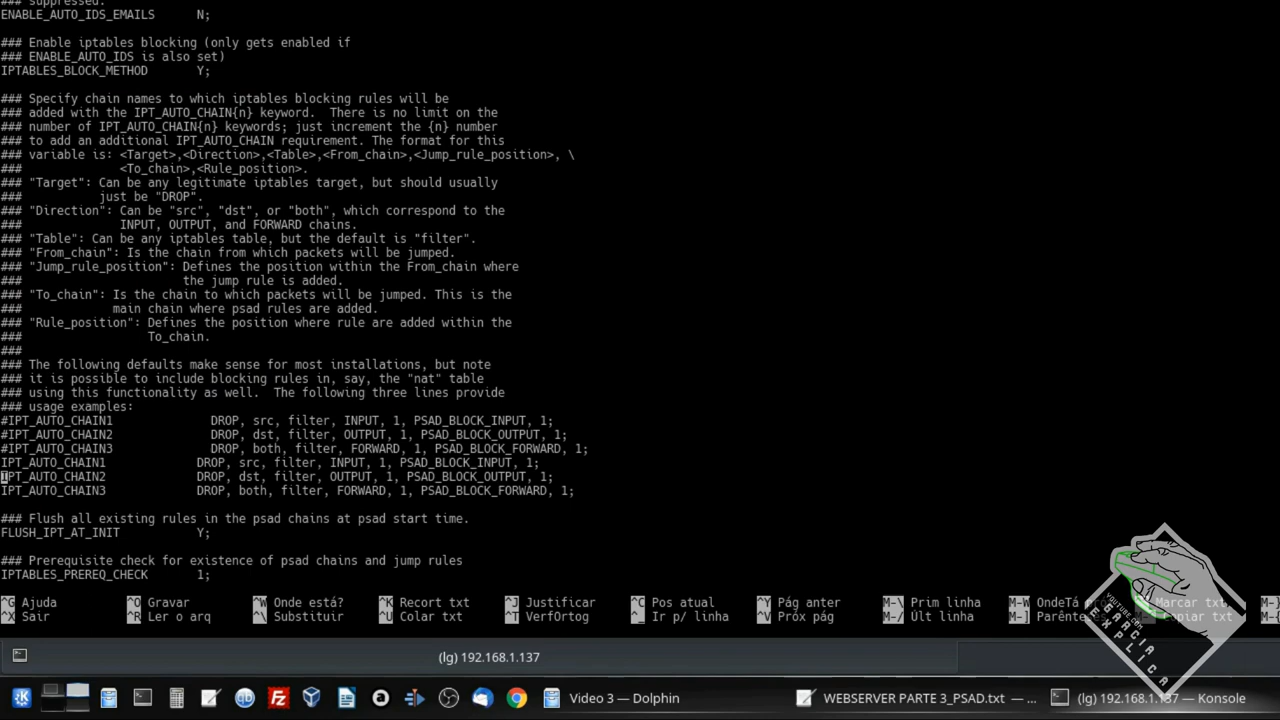 ### suppressed.
ENABLE_AUTO_IDS_EMAILS      N;
### Enable iptables blocking (only gets enabled if
### ENABLE_AUTO_IDS is also set)
IPTABLES_BLOCK_METHOD       Y;
### Specify chain names to which iptables blocking rules will be
### added with the IPT_AUTO_CHAIN{n} keyword.  There is no limit on the
### number of IPT_AUTO_CHAIN{n} keywords; just increment the {n} number
### to add an additional IPT_AUTO_CHAIN requirement. The format for this
### variable is: <Target>,<Direction>,<Table>,<From_chain>,<Jump_rule_position>, \
###              <To_chain>,<Rule_position>.
### "Target": Can be any legitimate iptables target, but should usually
###           just be "DROP".
### "Direction": Can be "src", "dst", or "both", which correspond to the
###              INPUT, OUTPUT, and FORWARD chains.
### "Table": Can be any iptables table, but the default is "filter".
### "From_chain": Is the chain from which packets will be jumped.
### "Jump_rule_position": Defines the position within the From_chain where
###                       the jump rule is added.
### "To_chain": Is the chain to which packets will be jumped. This is the
###             main chain where psad rules are added.
### "Rule_position": Defines the position where rule are added within the
###                  To_chain.
###
### The following defaults make sense for most installations, but note
### it is possible to include blocking rules in, say, the "nat" table
### using this functionality as well.  The following three lines provide
### usage examples:
#IPT_AUTO_CHAIN1              DROP, src, filter, INPUT, 1, PSAD_BLOCK_INPUT, 1;
#IPT_AUTO_CHAIN2              DROP, dst, filter, OUTPUT, 1, PSAD_BLOCK_OUTPUT, 1;
#IPT_AUTO_CHAIN3              DROP, both, filter, FORWARD, 1, PSAD_BLOCK_FORWARD, 1;
IPT_AUTO_CHAIN1             DROP, src, filter, INPUT, 1, PSAD_BLOCK_INPUT, 1;
IPT_AUTO_CHAIN2             DROP, dst, filter, OUTPUT, 1, PSAD_BLOCK_OUTPUT, 1;
IPT_AUTO_CHAIN3             DROP, both, filter, FORWARD, 1, PSAD_BLOCK_FORWARD, 1;
### Flush all existing rules in the psad chains at psad start time.
FLUSH_IPT_AT_INIT           Y;
### Prerequisite check for existence of psad chains and jump rules
IPTABLES_PREREQ_CHECK       1;
^G Ajuda ^O Gravar ^W Onde está? ^K Recort txt ^J Justificar ^C Pos atual ^Y Pág anter M-\ Prim linha M-W OndeTá Marcar txt
^X Sair ^R Ler o arq ^\ Substituir ^U Colar txt ^T VerfOrtog ^_ Ir p/ linha ^V Próx pág M-/ Últ linha M-] txt
YOUTUBE.COM
GARCIA
EXPLICA
(lg) 192.168.1.137
Video 3 — Dolphin
WEBSERVER PARTE 3_PSAD.txt — ...
(lg) 192.168.1.137 — Konsole